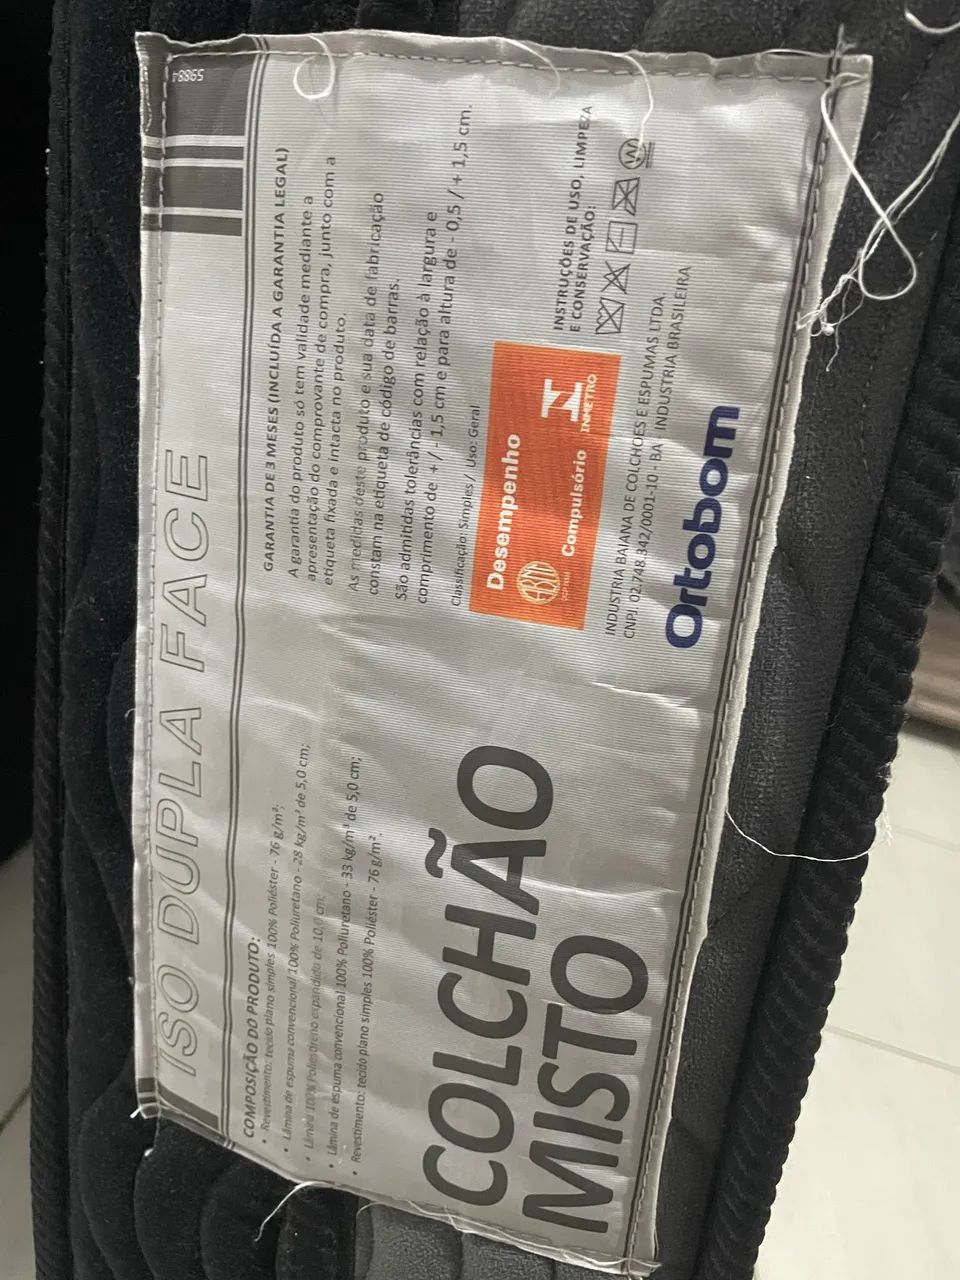 59884
ISO DUPLA FACE
COMPOSIÇÃO DO PRODUTO:
• Revestimento: tecido plano simples 100% Poliéster - 76 g/m²;
• Lâmina de espuma convencional 100% Poliuretano - 28 kg/m³ de 5,0 cm;
• Lâmina 100% Poliestireno expandido de 10,0 cm;
• Lâmina de espuma convencional 100% Poliuretano - 33 kg/m³ de 5,0 cm;
• Revestimento: tecido plano simples 100% Poliéster - 76 g/m².
COLCHÃO
MISTO
GARANTIA DE 3 MESES (INCLUÍDA A GARANTIA LEGAL)
A garantia do produto só tem validade mediante a
apresentação do comprovante de compra, junto com a
etiqueta fixada e intacta no produto.
As medidas deste produto e sua data de fabricação
constam na etiqueta de código de barras.
São admitidas tolerâncias com relação à largura e
comprimento de + / - 1,5 cm e para altura de - 0,5 / + 1,5 cm.
Classificação: Simples / Uso: Geral
Desempenho
Compulsório
INMETRO
INSTRUÇÕES DE USO, LIMPEZA
E CONSERVAÇÃO:
W
INDUSTRIA BAIANA DE COLCHOES E ESPUMAS LTDA.
CNPJ. 02.748.342/0001-10 - BA - INDUSTRIA BRASILEIRA
Ortobom